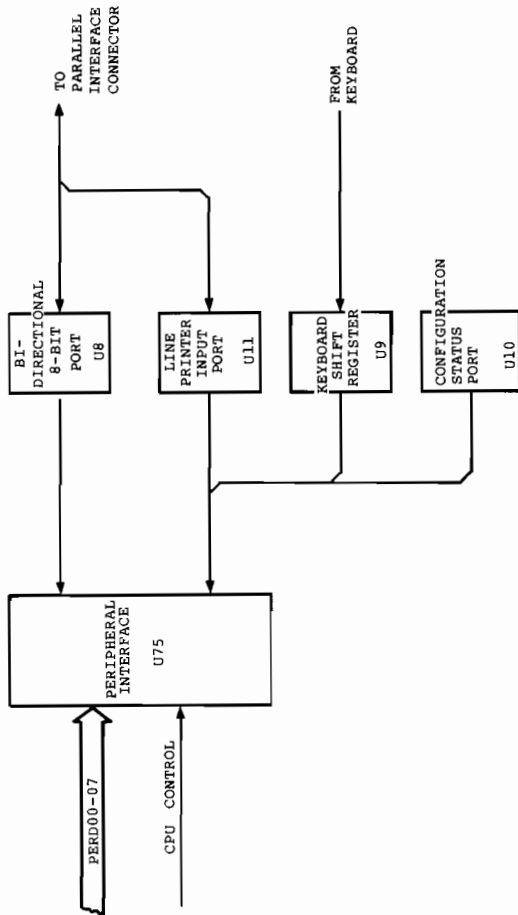 PERD00-07
CPU CONTROL
PERIPHERAL
INTERFACE
U75
BI-
DIRECTIONAL
8-BIT
PORT
U8
LINE
PRINTER
INPUT
PORT
U11
KEYBOARD
SHIFT
REGISTER
U9
CONFIGURATION
STATUS
PORT
U10
TO
PARALLEL
INTERFACE
CONNECTOR
FROM
KEYBOARD